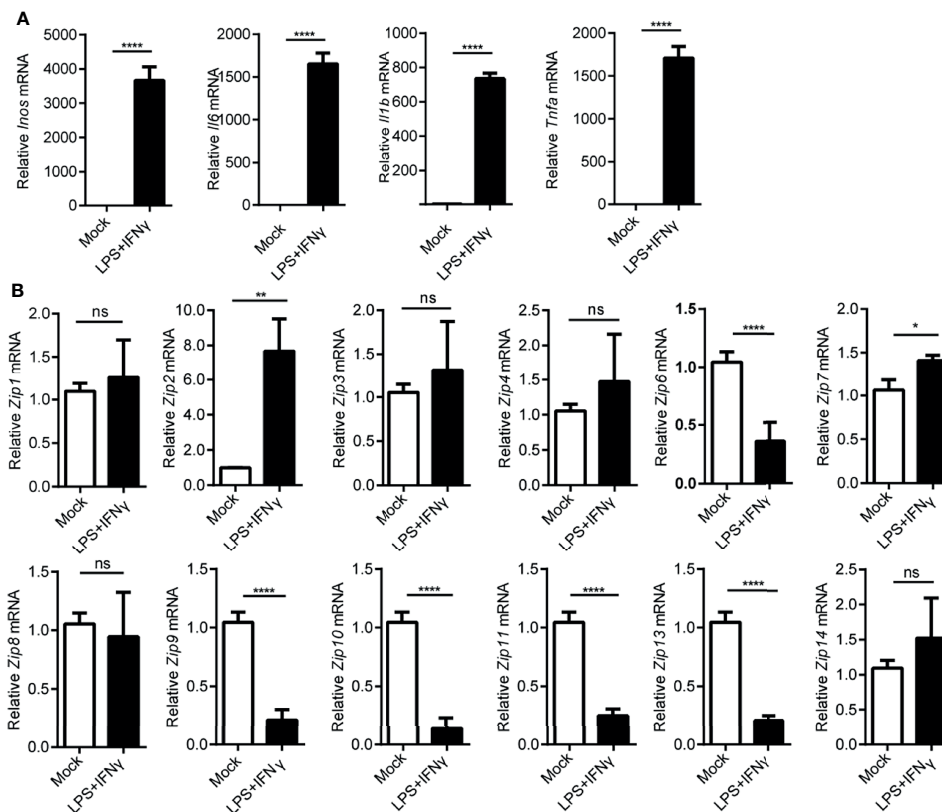 A
Relative Inos mRNA
5000
4000
3000
2000
1000
0
****
Mock
LPS+IFNγ
Relative Il6 mRNA
2000
1500
1000
500
0
****
Mock
LPS+IFNγ
Relative Il1b mRNA
1000
800
600
400
200
****
Mock
LPS+IFNγ
Relative Tnfa mRNA
2000
1500
1000
500
0
****
Mock
LPS+IFNγ
B
Relative Zip1 mRNA
2.0
1.5
1.0
0.5
0.0
ns
Mock
LPS+IFNγ
Relative Zip2 mRNA
10.0
8.0
6.0
4.0
2.0
0.0
**
Mock
LPS+IFNγ
Relative Zip3 mRNA
2.0
1.5
1.0
0.5
0.0
ns
Mock
LPS+IFNγ
Relative Zip4 mRNA
2.5
2.0
1.5
1.0
0.5
0.0
ns
Mock
LPS+IFNγ
Relative Zip6 mRNA
1.5
1.0
0.5
0.0
****
Mock
LPS+IFNγ
Relative Zip7 mRNA
2.0
1.5
1.0
0.5
0.0
*
Mock
LPS+IFNγ
Relative Zip8 mRNA
1.5
1.0
0.5
0.0
ns
Mock
LPS+IFNγ
Relative Zip9 mRNA
1.5
1.0
0.5
0.0
****
Mock
LPS+IFNγ
Relative Zip10 mRNA
1.5
1.0
0.5
0.0
****
Mock
LPS+IFNγ
Relative Zip11 mRNA
1.5
1.0
0.5
0.0
****
Mock
LPS+IFNγ
Relative Zip13 mRNA
1.5
1.0
0.5
0.0
****
Mock
LPS+IFNγ
Relative Zip14 mRNA
2.5
2.0
1.5
1.0
0.5
0.0
ns
Mock
LPS+IFNγ